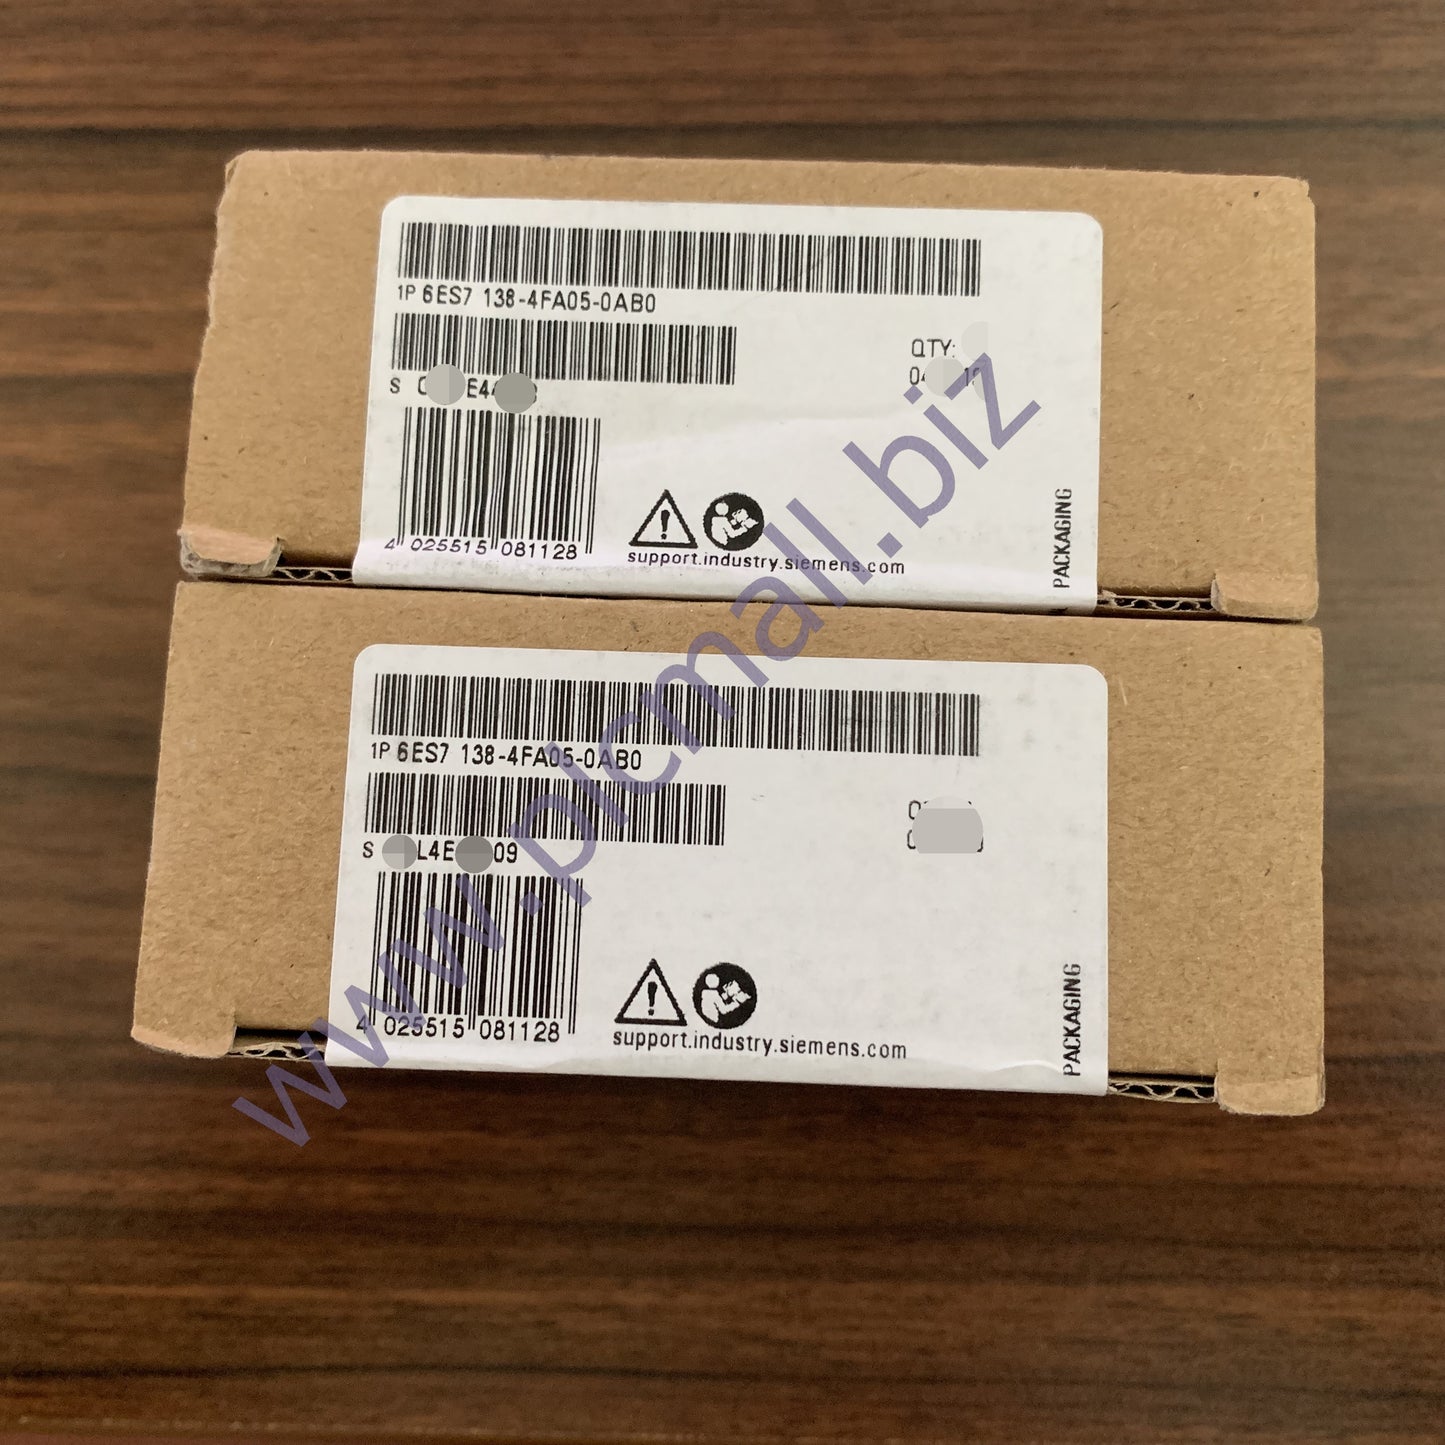 1P 6ES7 138-4FA05-0AB0
QTY:
S
4 025515 081128
support.industry.siemens.com
PACKAGING
1P 6ES7 138-4FA05-0AB0
S
4 025515 081128
support.industry.siemens.com
PACKAGING
www.plcmall.biz